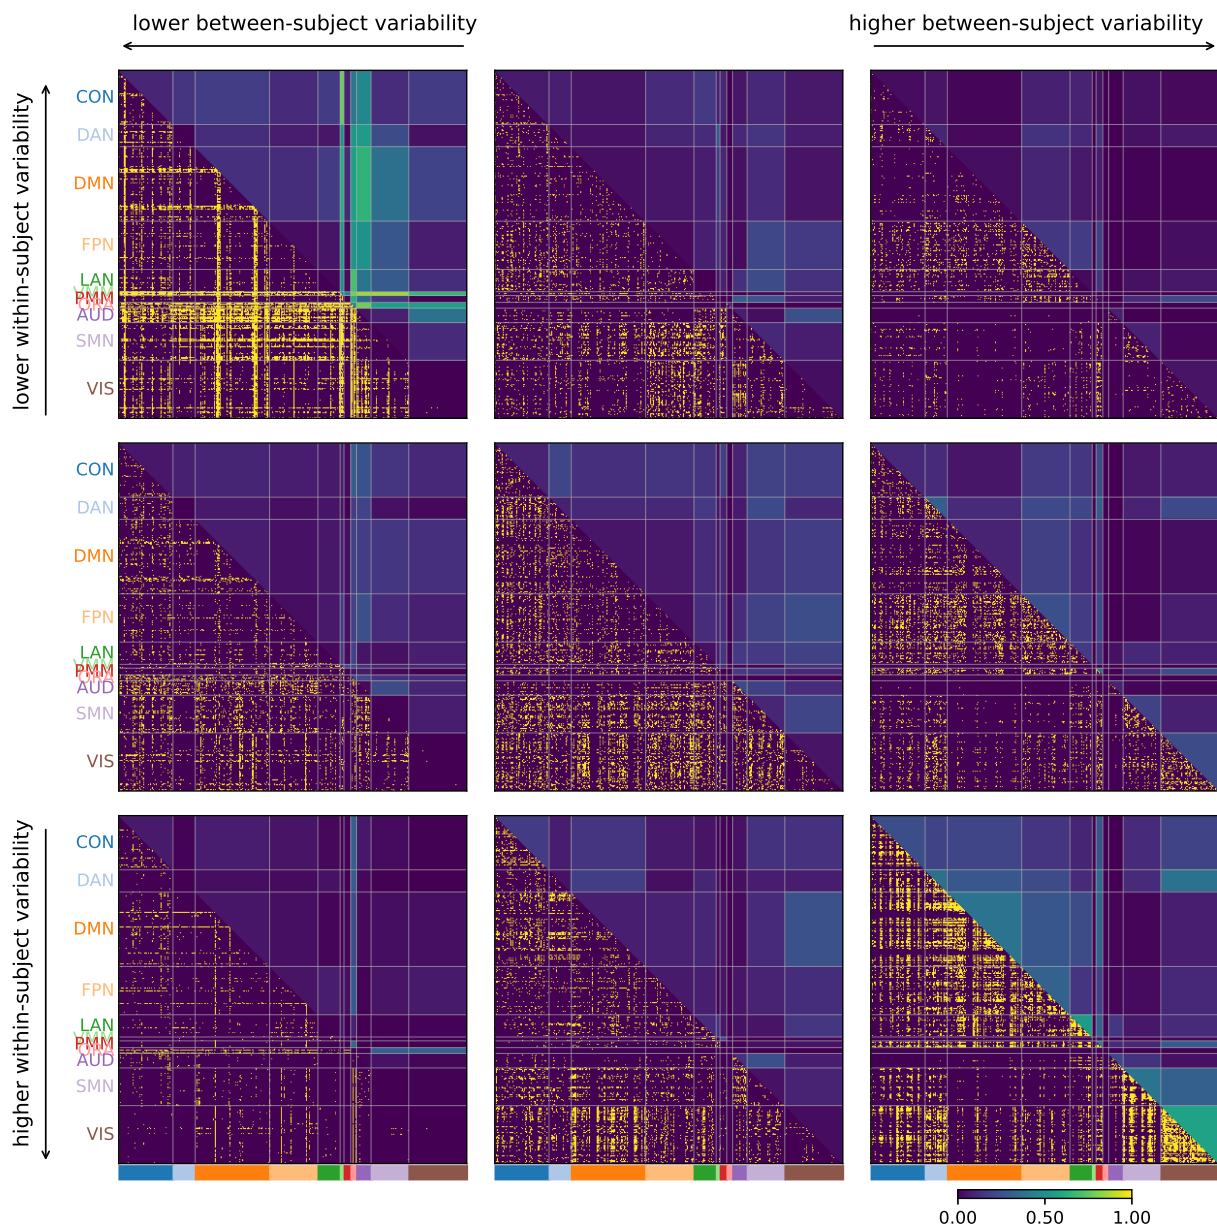 lower between-subject variability
higher between-subject variability
lower within-subject variability
CON
DAN
DMN
FPN
LAN
PMM
AUD
SMN
VIS
CON
DAN
DMN
FPN
LAN
PMM
AUD
SMN
VIS
higher within-subject variability
CON
DAN
DMN
FPN
LAN
PMM
AUD
SMN
VIS
0.00 0.50 1.00